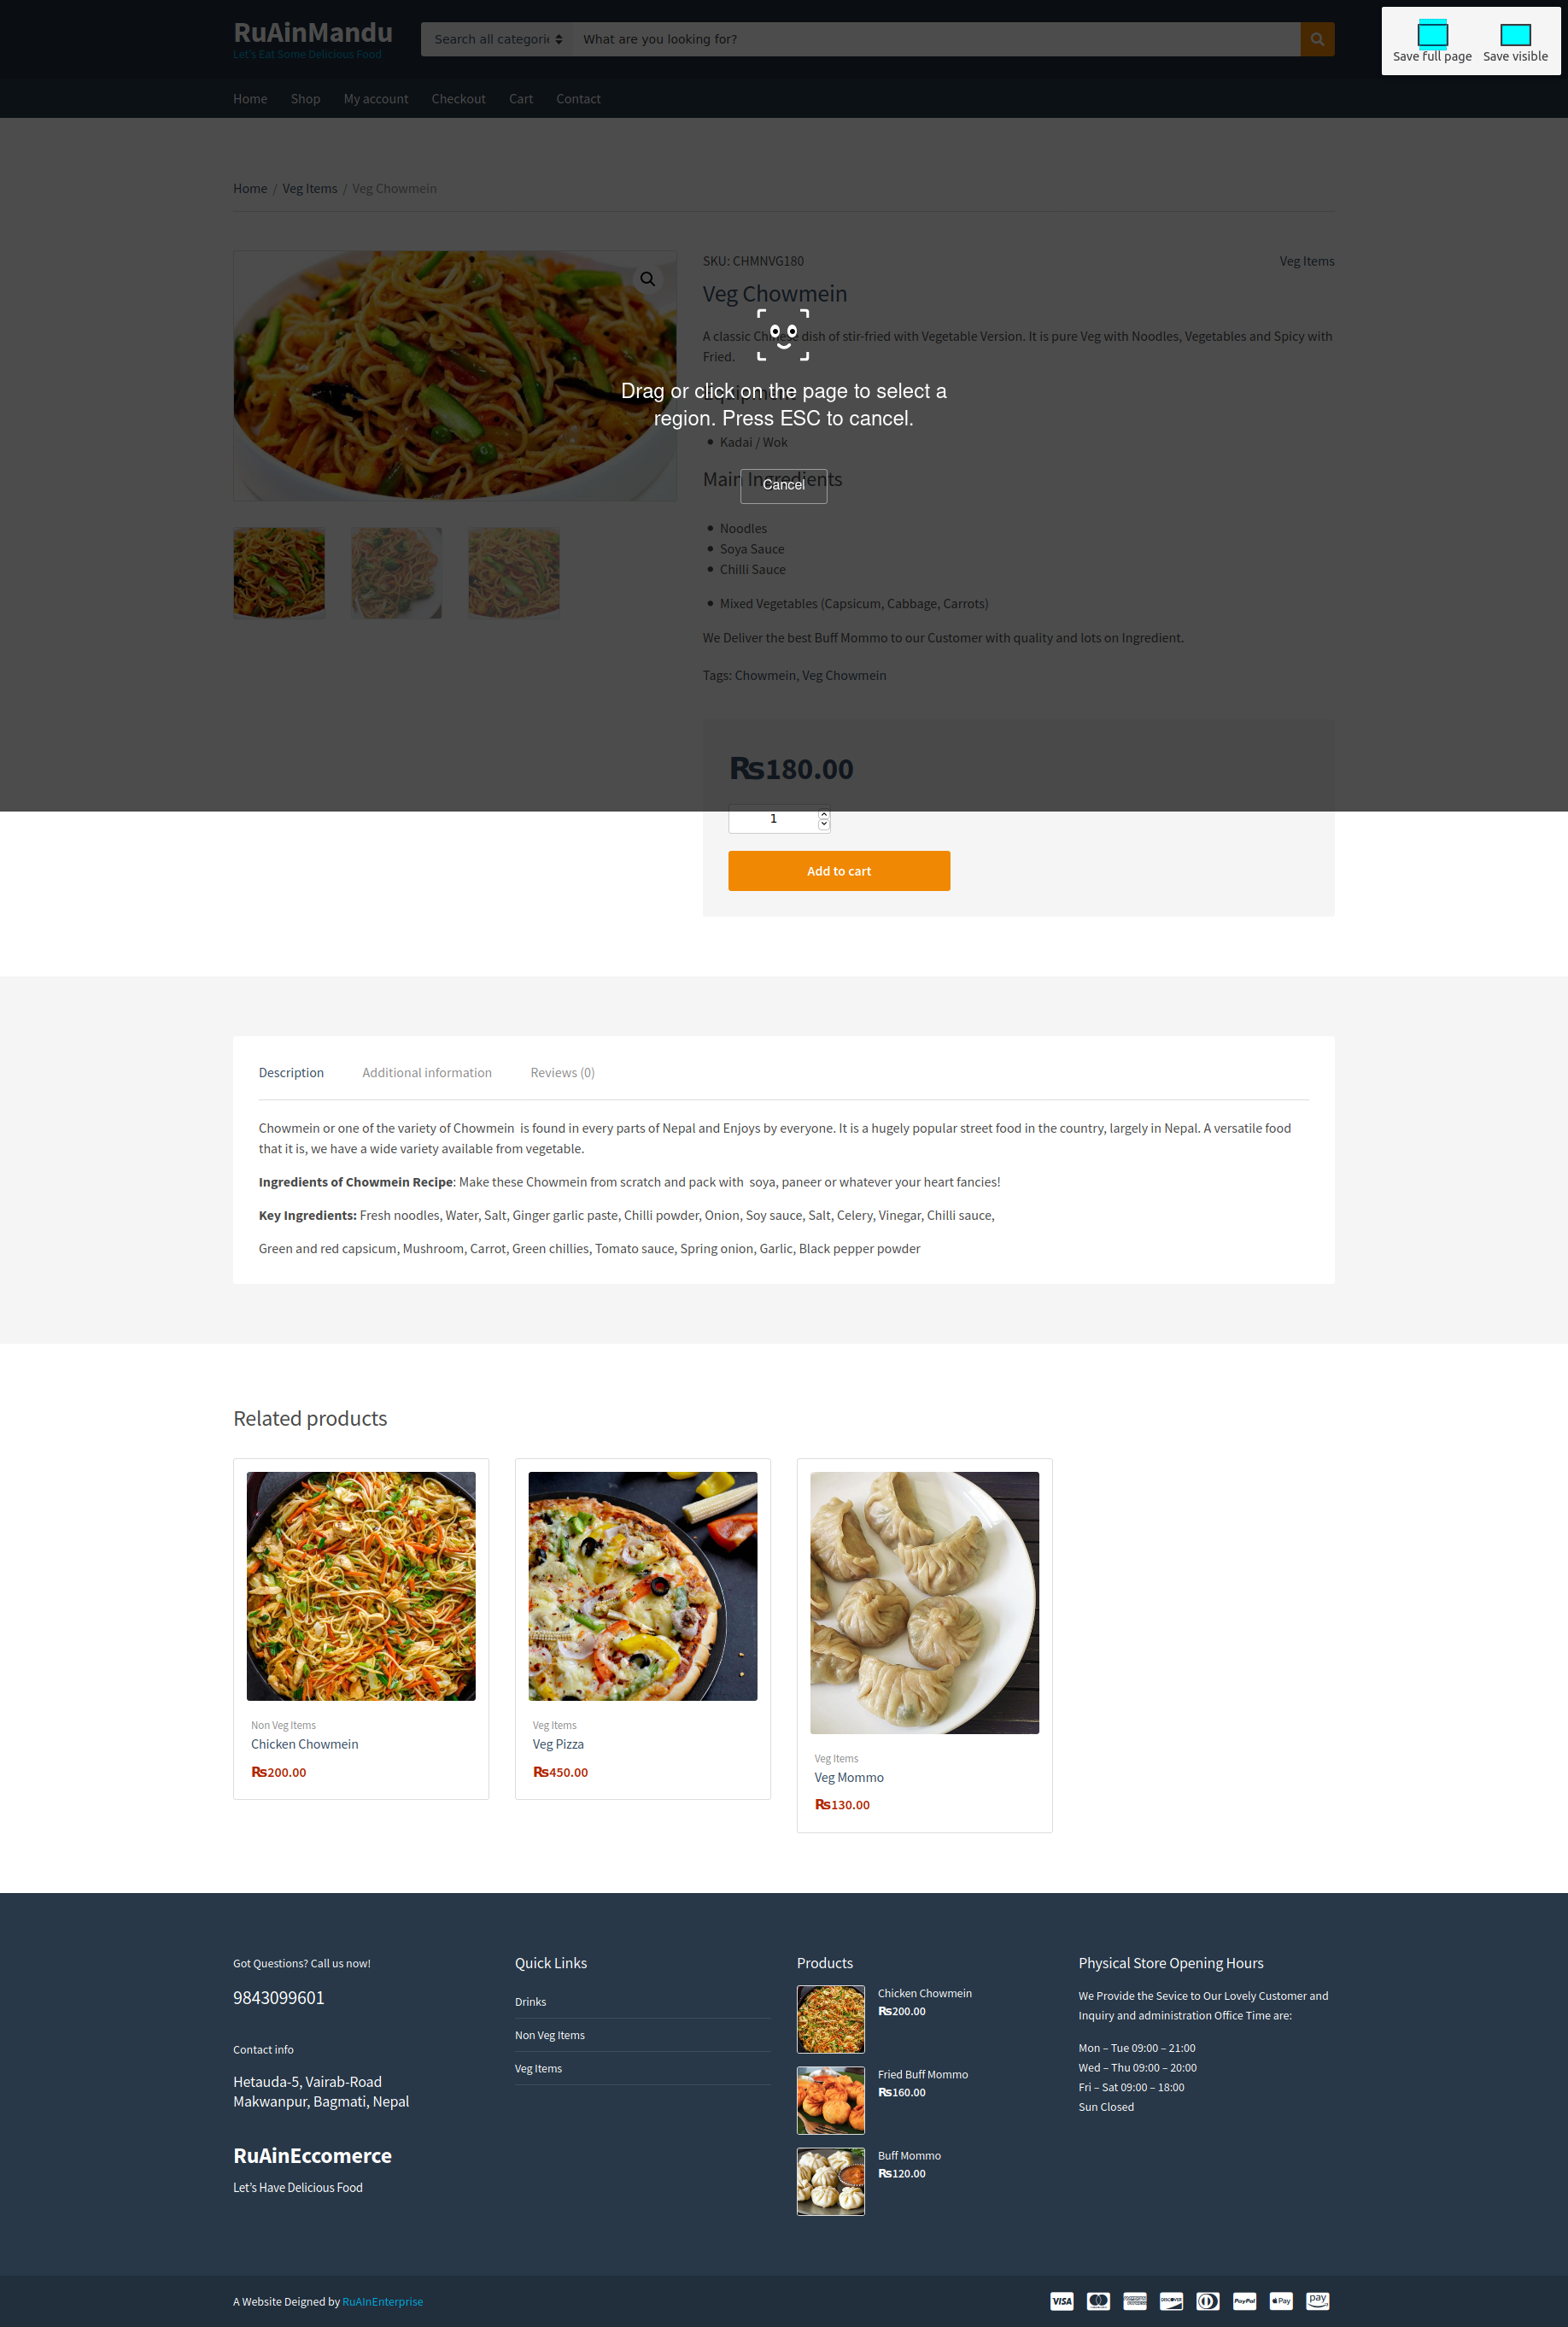 RuAinMandu
Let's Eat Some Delicious Food
Search all categorie
What are you looking for?
Save full page
Save visible
Home
Shop
My account
Checkout
Cart
Contact
Home / Veg Items / Veg Chowmein
SKU: CHMNVG180
Veg Items
Veg Chowmein
A classic Chinese dish of stir-fried with Vegetable Version. It is pure Veg with Noodles, Vegetables and Spicy with
Fried.
Drag or click on the page to select a
region. Press ESC to cancel.
Kadai / Wok
Main Ingredients
Cancel
Noodles
Soya Sauce
Chilli Sauce
Mixed Vegetables (Capsicum, Cabbage, Carrots)
We Deliver the best Buff Mommo to our Customer with quality and lots on Ingredient.
Tags: Chowmein, Veg Chowmein
₨180.00
1
Add to cart
Description
Additional information
Reviews (0)
Chowmein or one of the variety of Chowmein is found in every parts of Nepal and Enjoys by everyone. It is a hugely popular street food in the country, largely in Nepal. A versatile food
that it is, we have a wide variety available from vegetable.
Ingredients of Chowmein Recipe: Make these Chowmein from scratch and pack with soya, paneer or whatever your heart fancies!
Key Ingredients: Fresh noodles, Water, Salt, Ginger garlic paste, Chilli powder, Onion, Soy sauce, Salt, Celery, Vinegar, Chilli sauce,
Green and red capsicum, Mushroom, Carrot, Green chillies, Tomato sauce, Spring onion, Garlic, Black pepper powder
Related products
Non Veg Items
Chicken Chowmein
₨200.00
Veg Items
Veg Pizza
₨450.00
Veg Items
Veg Mommo
₨130.00
Got Questions? Call us now!
9843099601
Contact info
Hetauda-5, Vairab-Road
Makwanpur, Bagmati, Nepal
RuAinEccomerce
Let's Have Delicious Food
Quick Links
Drinks
Non Veg Items
Veg Items
Products
Chicken Chowmein
₨200.00
Fried Buff Mommo
₨160.00
Buff Mommo
₨120.00
Physical Store Opening Hours
We Provide the Sevice to Our Lovely Customer and
Inquiry and administration Office Time are:
Mon – Tue 09:00 – 21:00
Wed – Thu 09:00 – 20:00
Fri – Sat 09:00 – 18:00
Sun Closed
A Website Deigned by RuAInEnterprise
VISA
DISCOVER
PayPal
Pay
pay